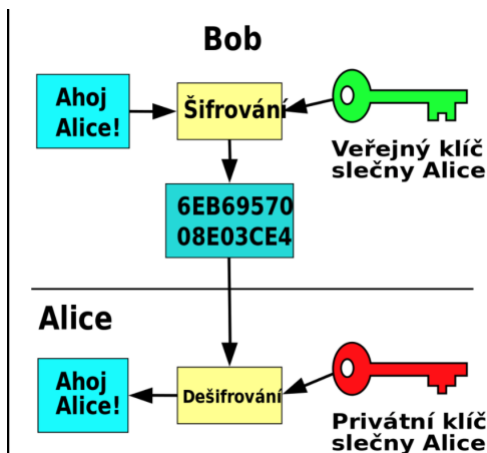 Bob
Ahoj
Alice!
Šifrování
Veřejný klíč
slečny Alice
6EB69570
08E03CE4
Alice
Ahoj
Alice!
Dešifrování
Privátní klíč
slečny Alice